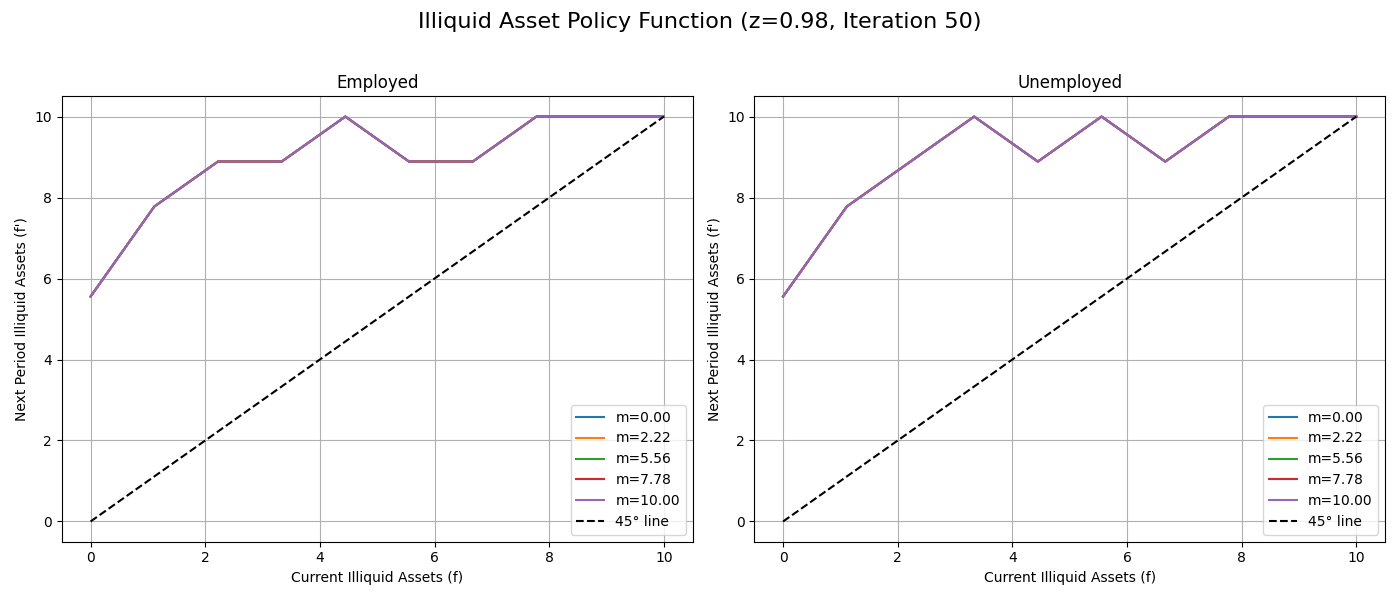 Illiquid Asset Policy Function (z=0.98, Iteration 50)
Employed
Next Period Illiquid Assets (f')
10
8
6
4
2
0
0 2 4 6 8 10
Current Illiquid Assets (f)
m=0.00
m=2.22
m=5.56
m=7.78
m=10.00
45° line
Unemployed
Next Period Illiquid Assets (f')
10
8
6
4
2
0
0 2 4 6 8 10
Current Illiquid Assets (f)
m=0.00
m=2.22
m=5.56
m=7.78
m=10.00
45° line